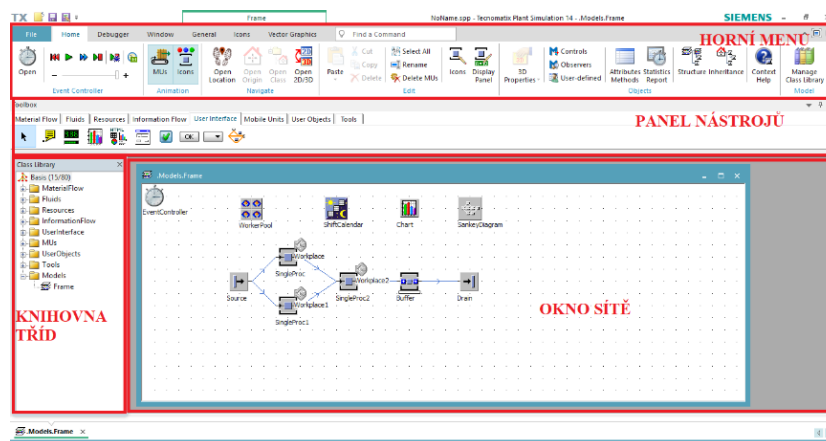 TX
Frame
NoName.spp - Tecnomatix Plant Simulation 14 - .Models.Frame
SIEMENS
File Home Debugger Window General Icons Vector Graphics Find a Command
HORNÍ MENÚ
Open
Event Controller
MUs Icons
Animation
Open Location
Open Origin
Open Class
Open 2D/3D
Navigate
Paste
Cut
Copy
Delete
Select All
Rename
Delete MUs
Edit
Icons Display Panel
3D Properties
Controls
Observers
User-defined
Attributes Methods
Statistics Report
Structure Inheritance
Objects
Context Help
Manage Class Library
Model
Toolbox
Material Flow Fluids Resources Information Flow User Interface Mobile Units User Objects Tools
PANEL NÁSTROJŮ
OK
Class Library
Basis (15/80)
MaterialFlow
Fluids
Resources
InformationFlow
UserInterface
MUs
UserObjects
Tools
Models
Frame
KNIHOVNA
TŘÍD
.Models.Frame
EventController
WorkerPool
ShiftCalendar
Chart
SankeyDiagram
Workplace
SingleProc
Workplace2
Source
SingleProc2
Buffer
Drain
Workplace1
SingleProc1
OKNO SÍTĚ
.Models.Frame